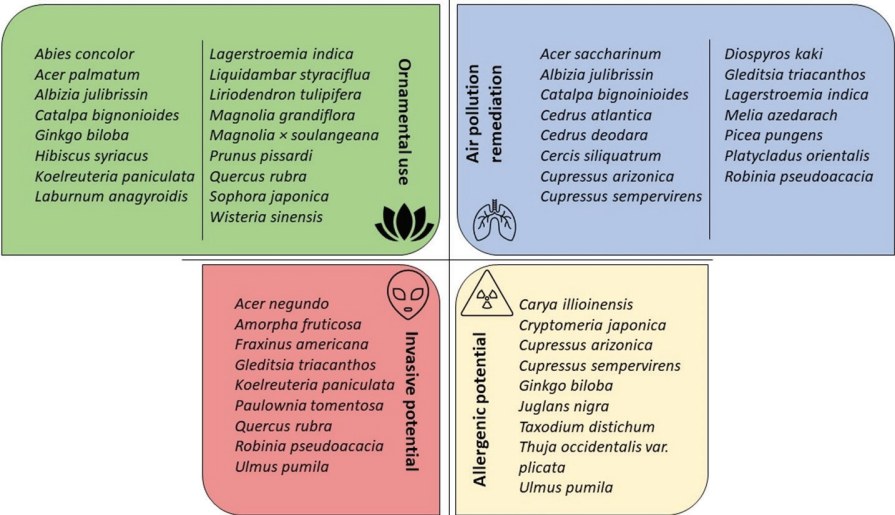 Abies concolor
Acer palmatum
Albizia julibrissin
Catalpa bignonioides
Ginkgo biloba
Hibiscus syriacus
Koelreuteria paniculata
Laburnum anagyroidis
Lagerstroemia indica
Liquidambar styraciflua
Liriodendron tulipifera
Magnolia grandiflora
Magnolia × soulangeana
Prunus pissardi
Quercus rubra
Sophora japonica
Wisteria sinensis
Ornamental use
Air pollution
remediation
Acer saccharinum
Albizia julibrissin
Catalpa bignoinioides
Cedrus atlantica
Cedrus deodara
Cercis siliquatrum
Cupressus arizonica
Cupressus sempervirens
Diospyros kaki
Gleditsia triacanthos
Lagerstroemia indica
Melia azedarach
Picea pungens
Platycladus orientalis
Robinia pseudoacacia
Acer negundo
Amorpha fruticosa
Fraxinus americana
Gleditsia triacanthos
Koelreuteria paniculata
Paulownia tomentosa
Quercus rubra
Robinia pseudoacacia
Ulmus pumila
Invasive potential
Allergenic potential
Carya illioinensis
Cryptomeria japonica
Cupressus arizonica
Cupressus sempervirens
Ginkgo biloba
Juglans nigra
Taxodium distichum
Thuja occidentalis var.
plicata
Ulmus pumila